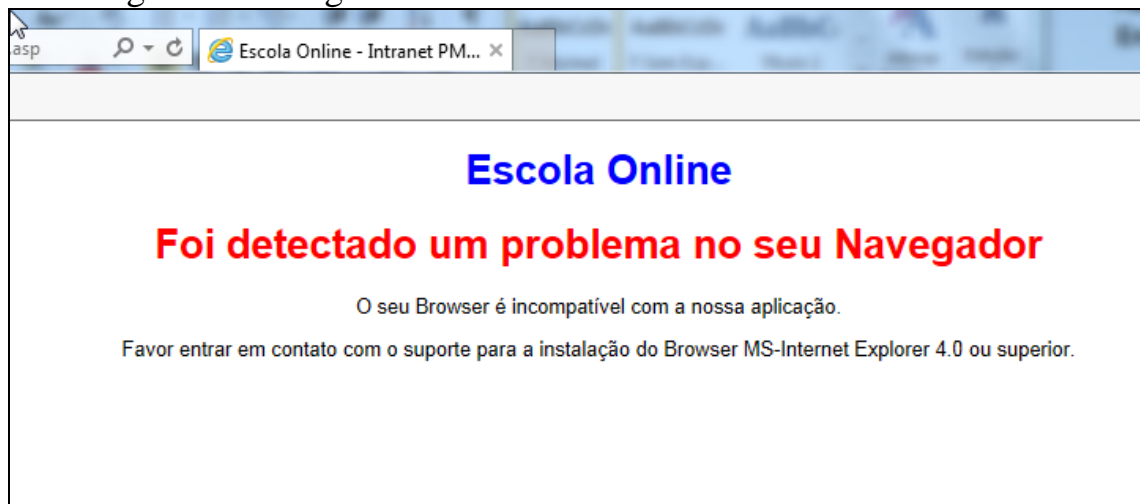 .asp
Escola Online - Intranet PM...
Escola Online
Foi detectado um problema no seu Navegador
O seu Browser é incompatível com a nossa aplicação.
Favor entrar em contato com o suporte para a instalação do Browser MS-Internet Explorer 4.0 ou superior.